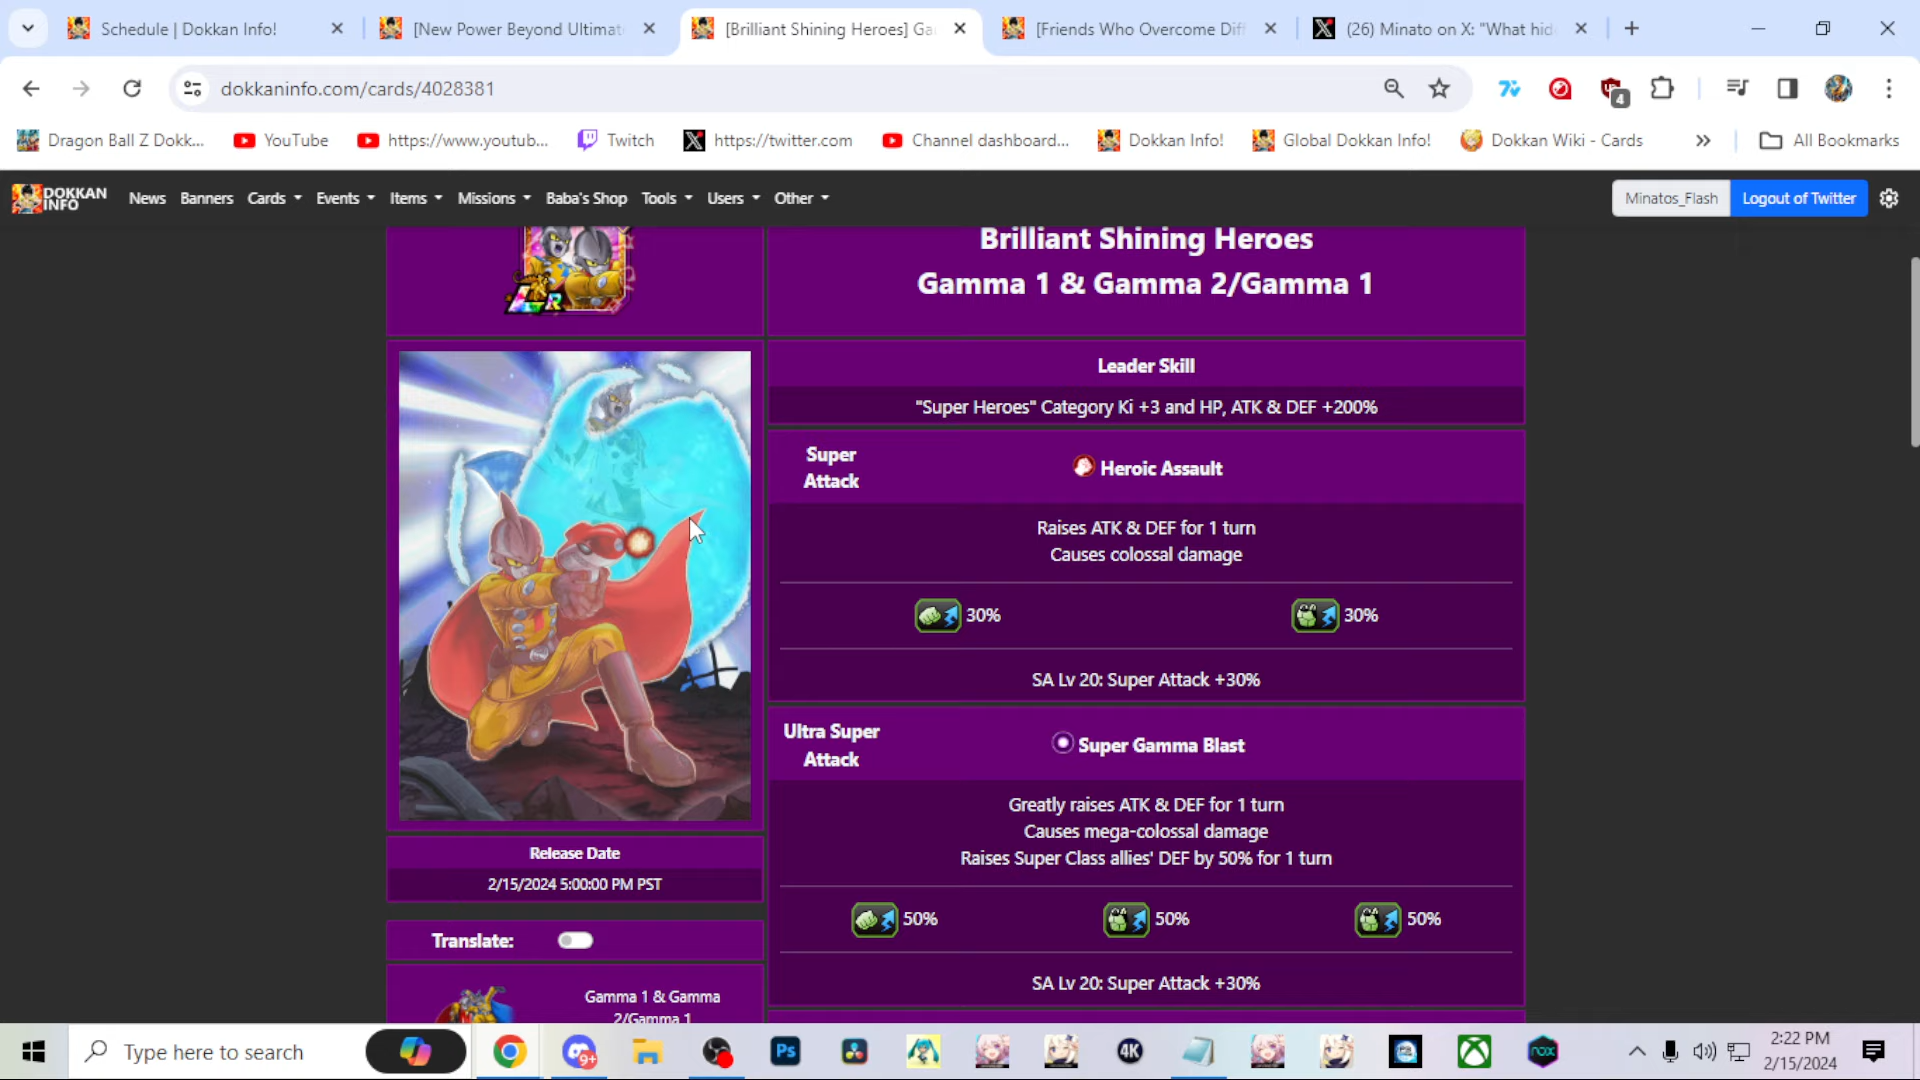 Schedule | Dokkan Info!
[New Power Beyond Ultimat
[Brilliant Shining Heroes] Ga
[Friends Who Overcome Diff
(26) Minato on X: "What hid
dokkaninfo.com/cards/4028381
4
Dragon Ball Z Dokk...
YouTube
https://www.youtub...
Twitch
https://twitter.com
Channel dashboard...
Dokkan Info!
Global Dokkan Info!
Dokkan Wiki - Cards
All Bookmarks
DOKKAN INFO
News
Banners
Cards
Events
Items
Missions
Baba's Shop
Tools
Users
Other
Minatos_Flash
Logout of Twitter
LR
Brilliant Shining Heroes
Gamma 1 & Gamma 2/Gamma 1
Leader Skill
"Super Heroes" Category Ki +3 and HP, ATK & DEF +200%
Super Attack
Heroic Assault
Raises ATK & DEF for 1 turn
Causes colossal damage
30%
30%
SA Lv 20: Super Attack +30%
Ultra Super Attack
Super Gamma Blast
Greatly raises ATK & DEF for 1 turn
Causes mega-colossal damage
Raises Super Class allies' DEF by 50% for 1 turn
50%
50%
50%
SA Lv 20: Super Attack +30%
Release Date
2/15/2024 5:00:00 PM PST
Translate:
Gamma 1 & Gamma
2/Gamma 1
Type here to search
9+
Ps
4K
nox
2:22 PM
2/15/2024